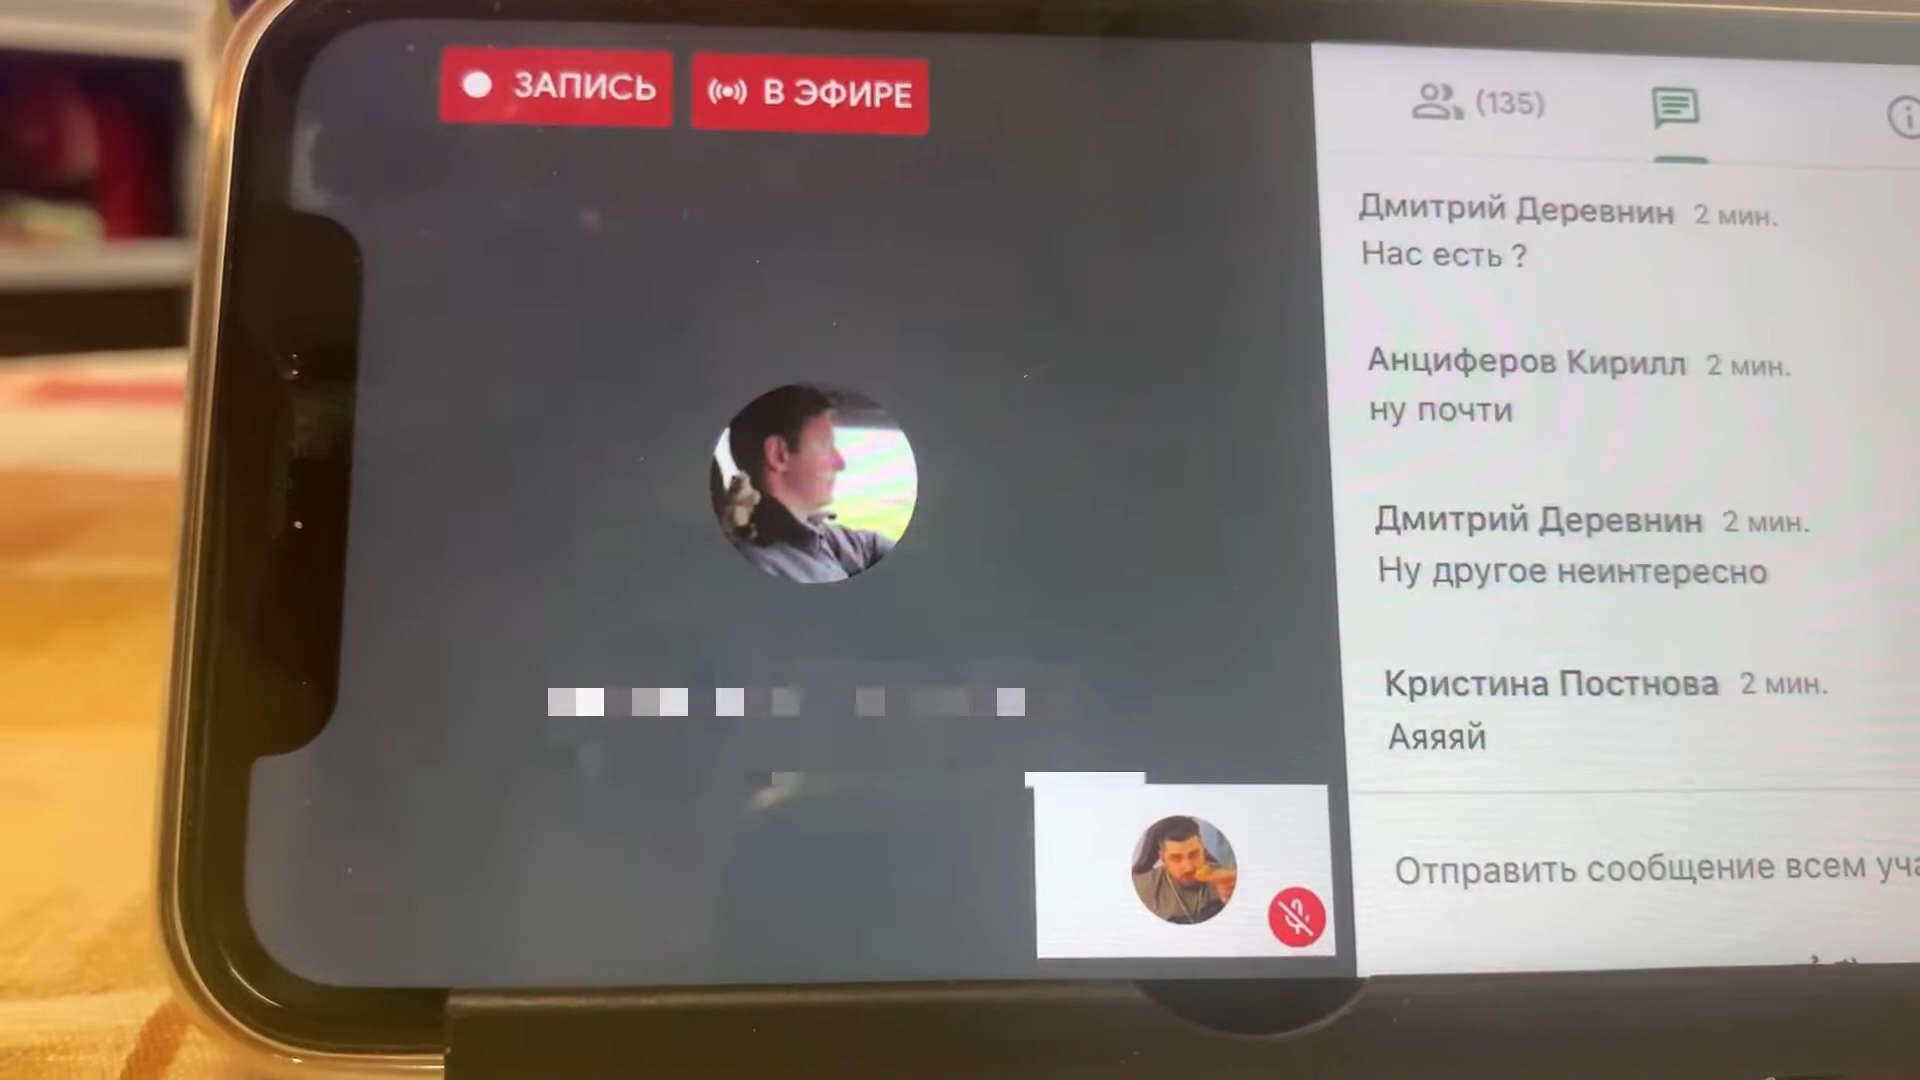 ЗАПИСЬ
В ЭФИРЕ
(135)
Дмитрий Деревнин 2 мин.
Нас есть ?
Анциферов Кирилл 2 мин.
ну почти
Дмитрий Деревнин 2 мин.
Ну другое неинтересно
Кристина Постнова 2 мин.
Аяяяй
Отправить сообщение всем уча